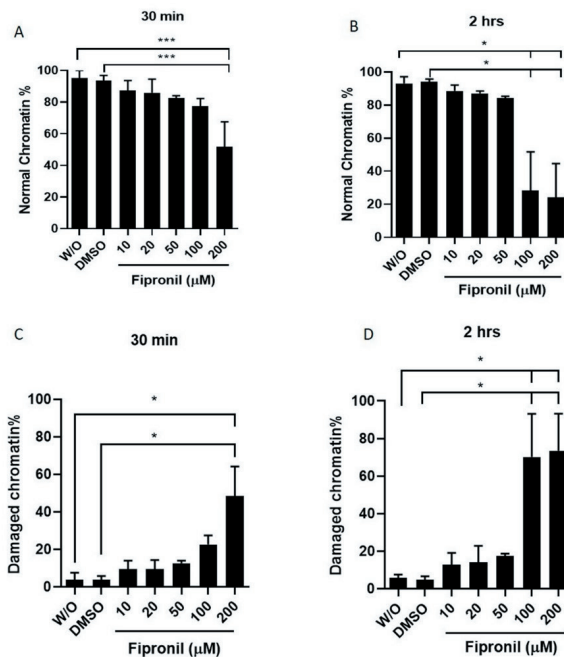 A
30 min
***
***
Normal Chromatin %
100
80
60
40
20
0
W/O
DMSO
10
20
50
100
200
Fipronil (μM)
B
2 hrs
*
*
Normal Chromatin %
100
80
60
40
20
0
W/O
DMSO
10
20
50
100
200
Fipronil (μM)
C
30 min
*
*
Damaged chromatin%
100
80
60
40
20
0
W/O
DMSO
10
20
50
100
200
Fipronil (μM)
D
2 hrs
*
*
Damaged chromatin%
100
80
60
40
20
0
W/O
DMSO
10
20
50
100
200
Fipronil (μM)